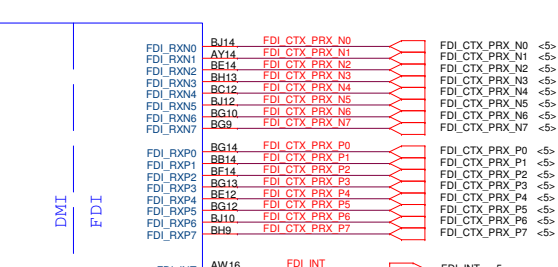 FDI_RXN0 BJ14 FDI_CTX_PRX_N0 FDI_CTX_PRX_N0 <5>
FDI_RXN1 AY14 FDI_CTX_PRX_N1 FDI_CTX_PRX_N1 <5>
FDI_RXN2 BE14 FDI_CTX_PRX_N2 FDI_CTX_PRX_N2 <5>
FDI_RXN3 BH13 FDI_CTX_PRX_N3 FDI_CTX_PRX_N3 <5>
FDI_RXN4 BC12 FDI_CTX_PRX_N4 FDI_CTX_PRX_N4 <5>
FDI_RXN5 BJ12 FDI_CTX_PRX_N5 FDI_CTX_PRX_N5 <5>
FDI_RXN6 BG10 FDI_CTX_PRX_N6 FDI_CTX_PRX_N6 <5>
FDI_RXN7 BG9 FDI_CTX_PRX_N7 FDI_CTX_PRX_N7 <5>
FDI_RXP0 BG14 FDI_CTX_PRX_P0 FDI_CTX_PRX_P0 <5>
FDI_RXP1 BB14 FDI_CTX_PRX_P1 FDI_CTX_PRX_P1 <5>
FDI_RXP2 BF14 FDI_CTX_PRX_P2 FDI_CTX_PRX_P2 <5>
FDI_RXP3 BG13 FDI_CTX_PRX_P3 FDI_CTX_PRX_P3 <5>
FDI_RXP4 BE12 FDI_CTX_PRX_P4 FDI_CTX_PRX_P4 <5>
FDI_RXP5 BG12 FDI_CTX_PRX_P5 FDI_CTX_PRX_P5 <5>
FDI_RXP6 BJ10 FDI_CTX_PRX_P6 FDI_CTX_PRX_P6 <5>
FDI_RXP7 BH9 FDI_CTX_PRX_P7 FDI_CTX_PRX_P7 <5>
DMI
FDI
AW16 FDI_INT